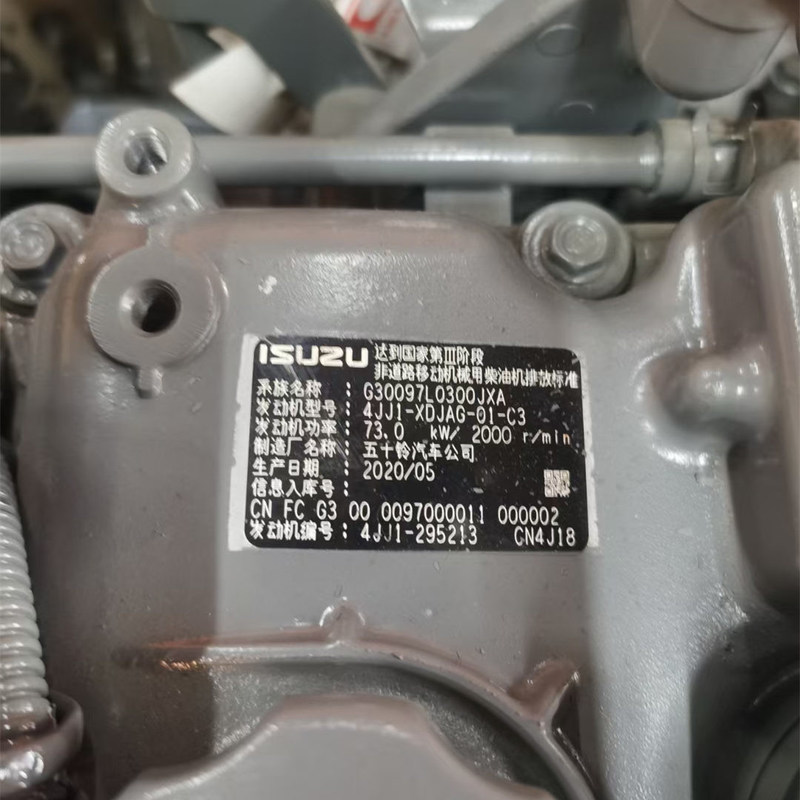 ISUZU 达到国家第III阶段
非道路移动机械用柴油机排放标准
系族名称 : G30097L0300JXA
发动机型号 : 4JJ1-XDJAG-01-C3
发动机功率 : 73.0 kW/ 2000 r/min
制造厂名称 : 五十铃汽车公司
生产日期 : 2020/05
信息入库号 :
CN FC G3 00 0097000011 000002
发动机编号 : 4JJ1-295213 CN4J18